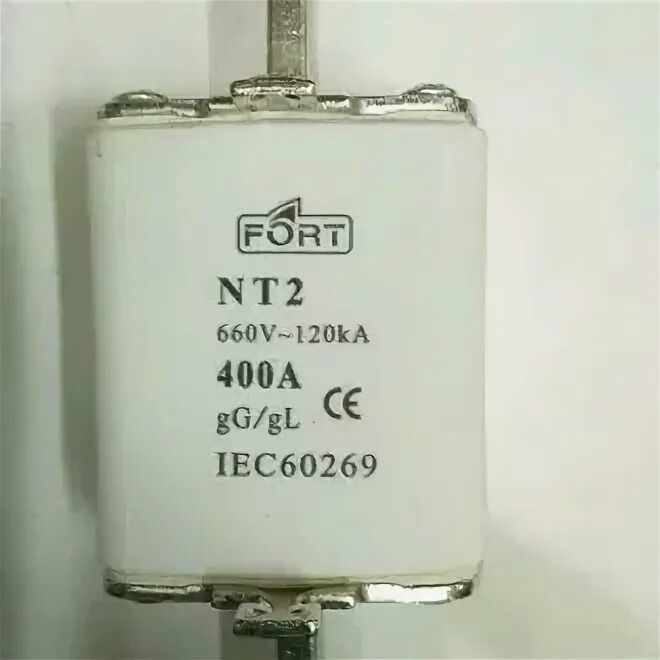 FORT
NT2
660V~120kA
400A
gG/gL CE
IEC60269